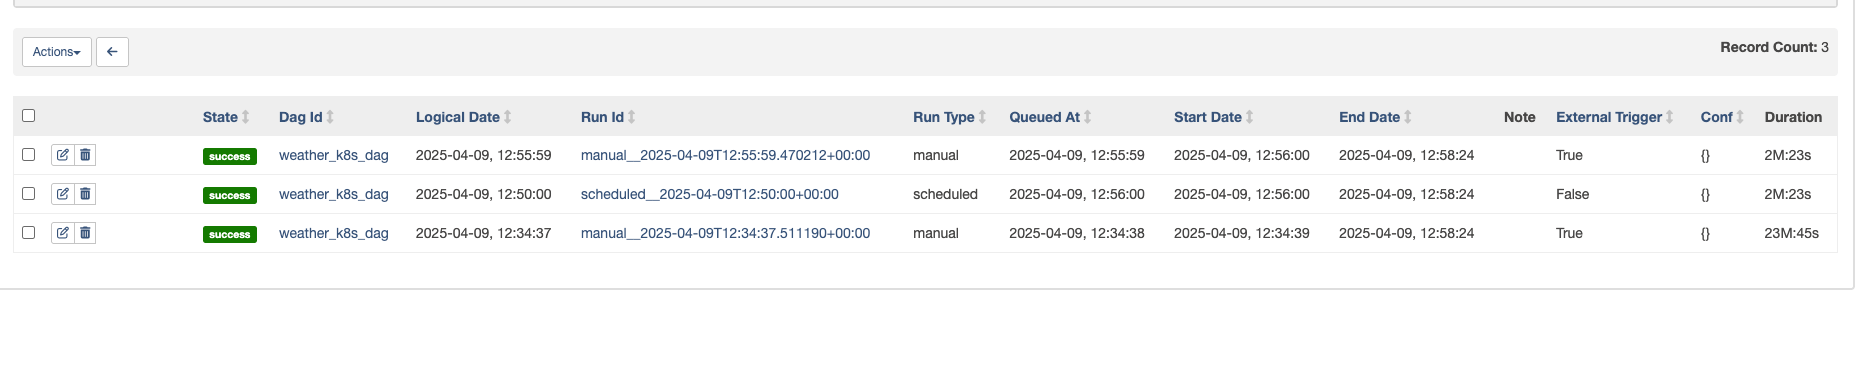 Actions
Record Count: 3
State Dag Id Logical Date Run Id Run Type Queued At Start Date End Date Note External Trigger Conf Duration
success weather_k8s_dag 2025-04-09, 12:55:59 manual__2025-04-09T12:55:59.470212+00:00 manual 2025-04-09, 12:55:59 2025-04-09, 12:56:00 2025-04-09, 12:58:24 True {} 2M:23s
success weather_k8s_dag 2025-04-09, 12:50:00 scheduled__2025-04-09T12:50:00+00:00 scheduled 2025-04-09, 12:56:00 2025-04-09, 12:56:00 2025-04-09, 12:58:24 False {} 2M:23s
success weather_k8s_dag 2025-04-09, 12:34:37 manual__2025-04-09T12:34:37.511190+00:00 manual 2025-04-09, 12:34:38 2025-04-09, 12:34:39 2025-04-09, 12:58:24 True {} 23M:45s